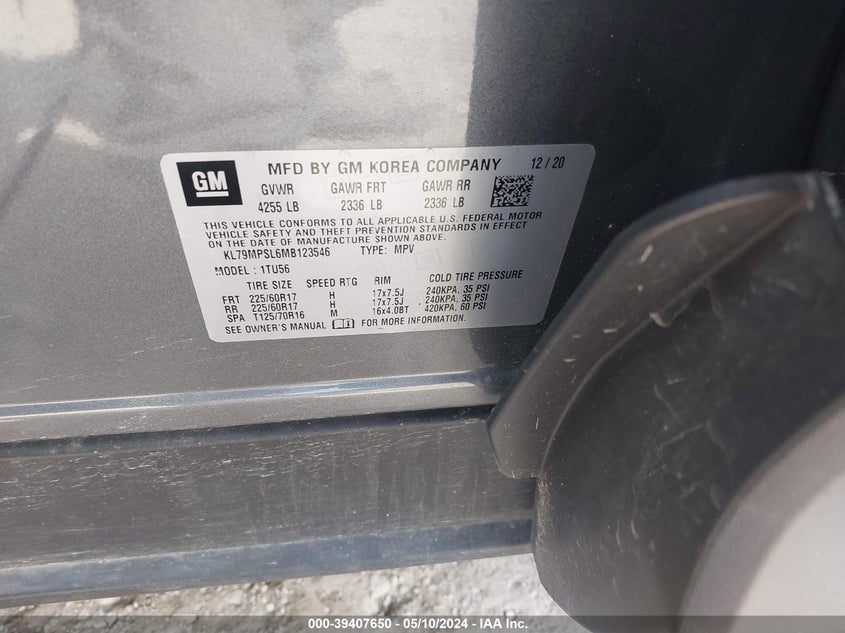 GM
MFD BY GM KOREA COMPANY 12/20
GVWR GAWR FRT GAWR RR
4255 LB 2336 LB 2336 LB
THIS VEHICLE CONFORMS TO ALL APPLICABLE U.S. FEDERAL MOTOR
VEHICLE SAFETY AND THEFT PREVENTION STANDARDS IN EFFECT
ON THE DATE OF MANUFACTURE SHOWN ABOVE.
KL79MPSL6MB123546 TYPE: MPV
MODEL: 1TU56
TIRE SIZE SPEED RTG RIM COLD TIRE PRESSURE
FRT 225/60R17 H 17x7.5J 240KPA, 35 PSI
RR 225/60R17 H 17x7.5J 240KPA, 35 PSI
SPA T125/70R16 M 16x4.0BT 420KPA, 60 PSI
SEE OWNER'S MANUAL FOR MORE INFORMATION.
000-39407650 - 05/10/2024 - IAA Inc.